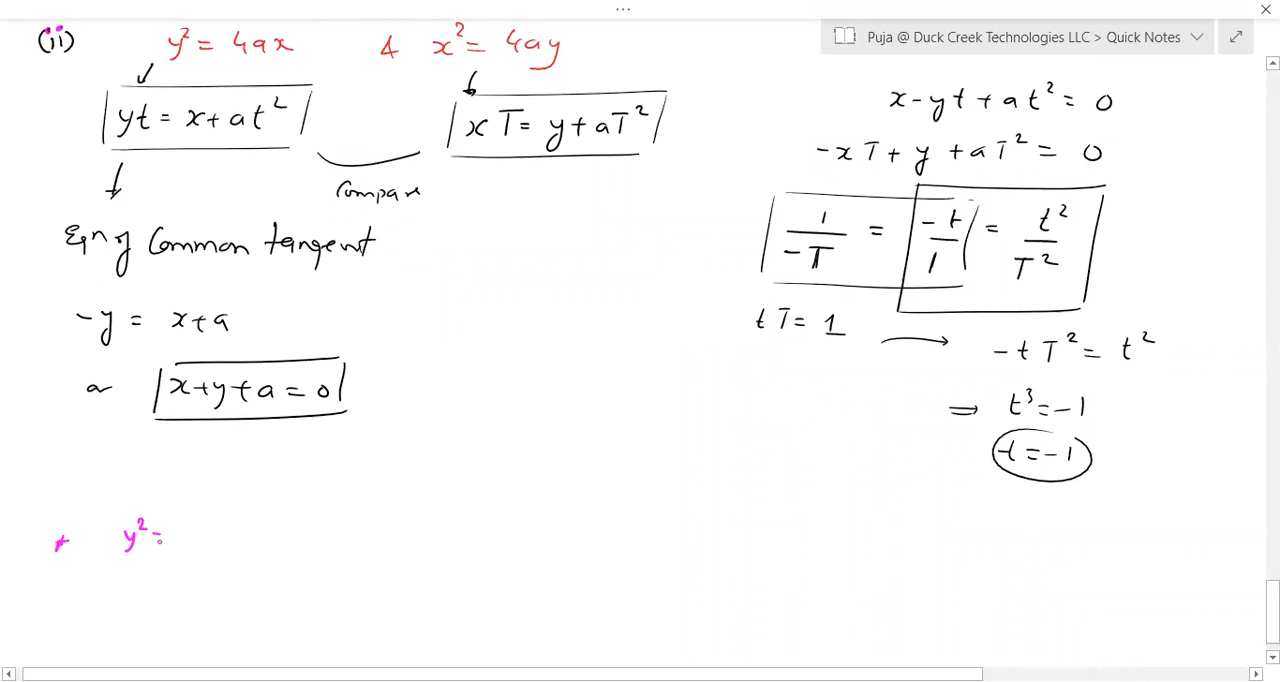 ...
Puja @ Duck Creek Technologies LLC > Quick Notes
(ii) y² = 4ax & x² = 4ay
yt = x + at²
xT = y + aT²
Compare
Eqn of Common tangent
-y = x+a
or x+y+a = 0
x - yt + at² = 0
-xT + y + aT² = 0
1/-T = -t/1 = t²/T²
tT = 1
-tT² = t²
⇒ t³ = -1
t = -1
* y² =